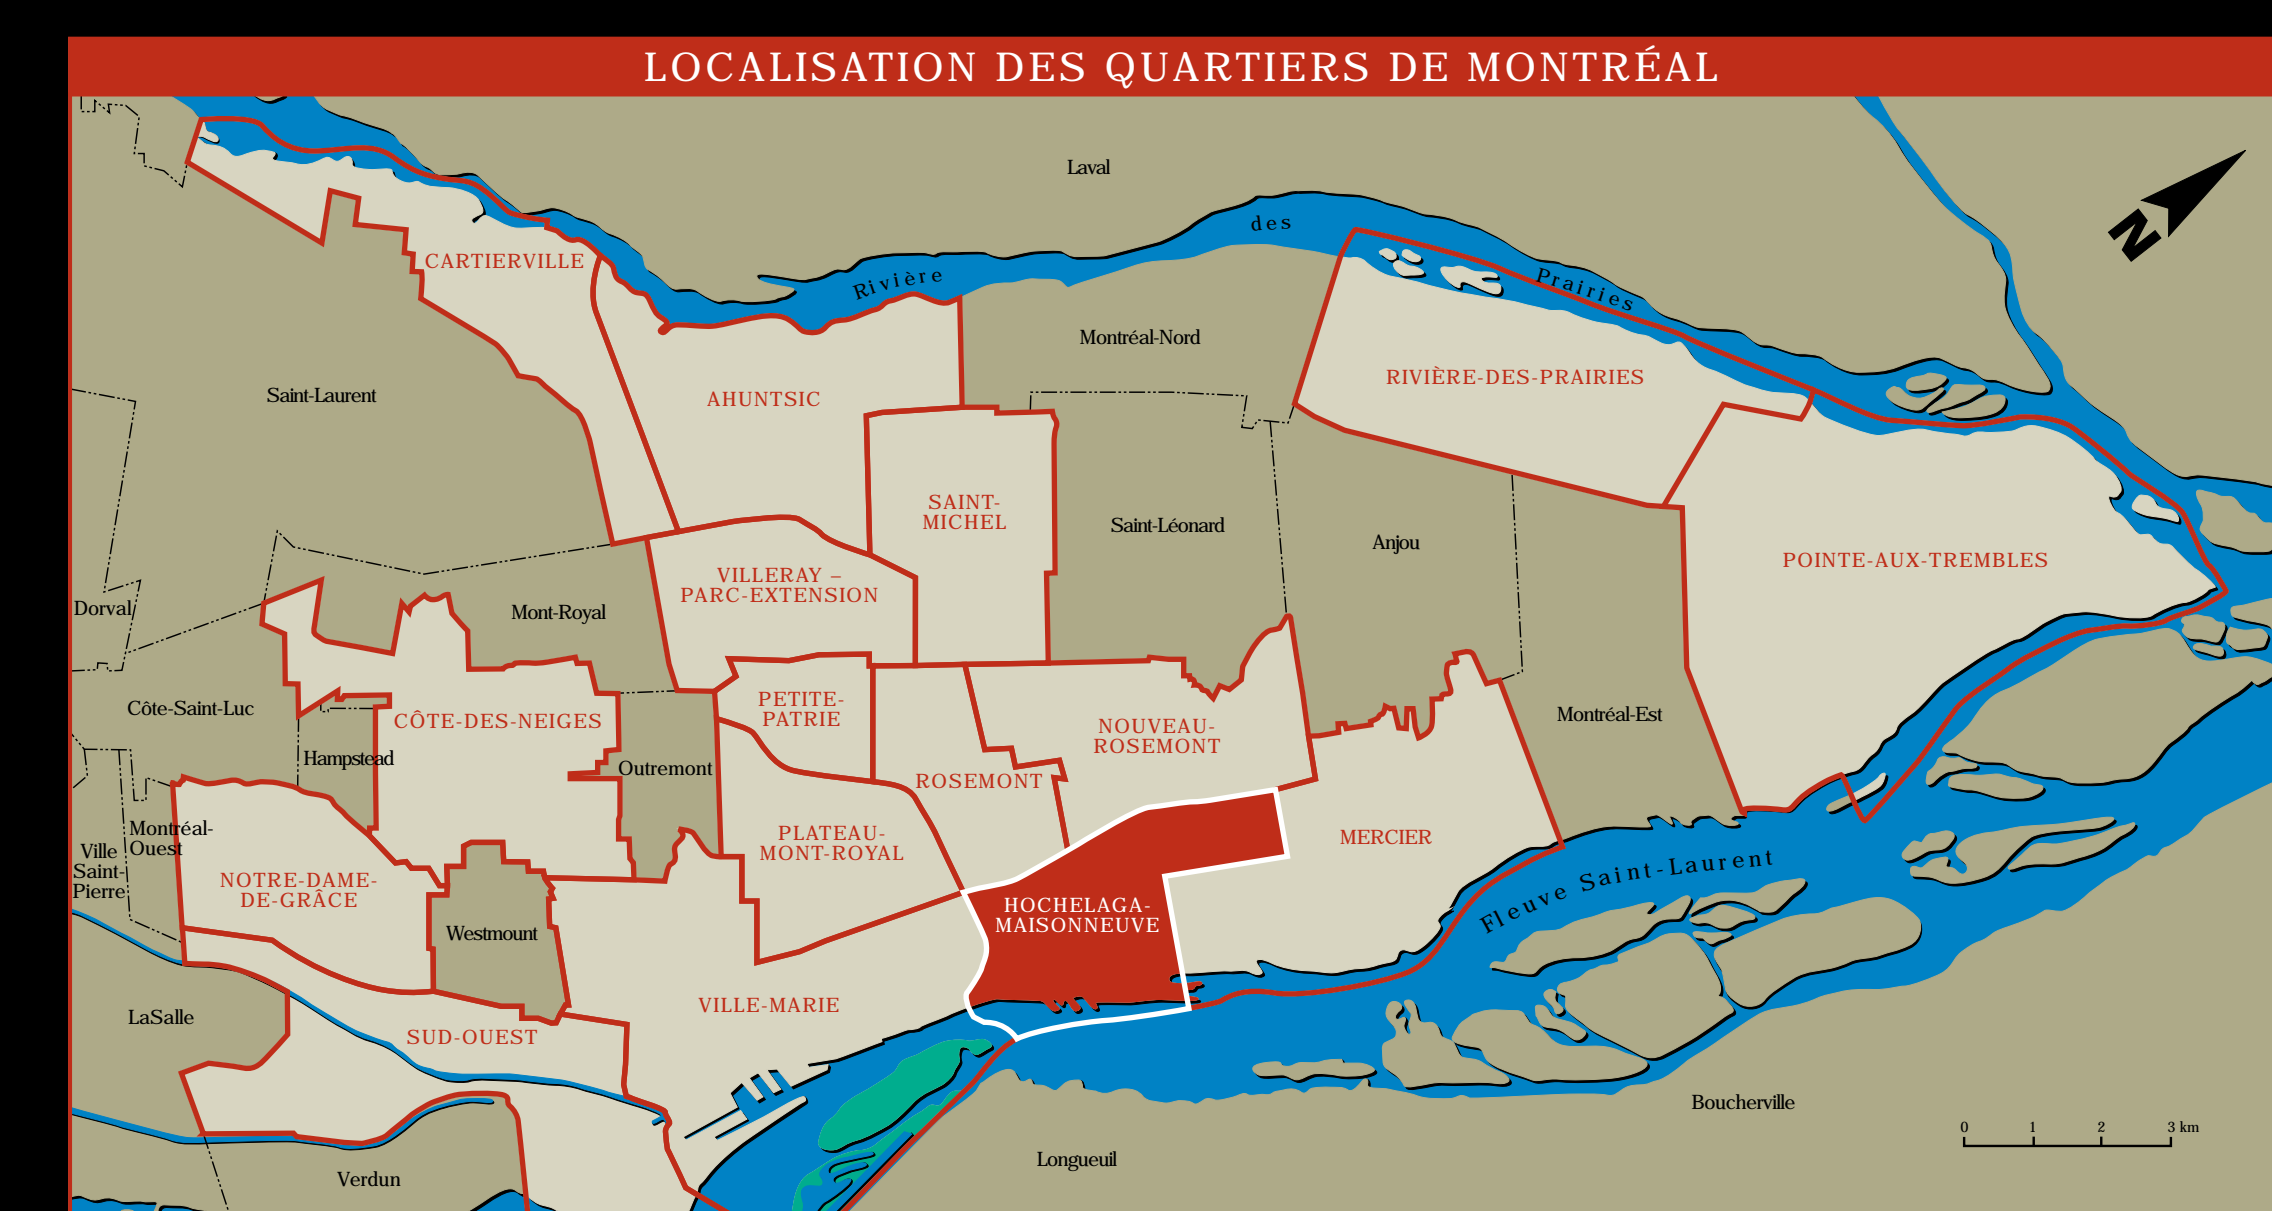 LOCALISATION DES QUARTIERS DE MONTRÉAL
Laval
des
Rivière
Prairies
N
CARTIERVILLE
Montréal-Nord
RIVIÈRE-DES-PRAIRIES
Saint-Laurent
AHUNTSIC
SAINT-
MICHEL
Saint-Léonard
Anjou
POINTE-AUX-TREMBLES
VILLERAY –
PARC-EXTENSION
Dorval
Mont-Royal
Côte-Saint-Luc
CÔTE-DES-NEIGES
PETITE-
PATRIE
NOUVEAU-
ROSEMONT
Montréal-Est
Hampstead
Outremont
ROSEMONT
Montréal-
Ouest
Ville
Saint-
Pierre
PLATEAU-
MONT-ROYAL
MERCIER
Fleuve Saint-Laurent
NOTRE-DAME-
DE-GRÂCE
Westmount
HOCHELAGA-
MAISONNEUVE
LaSalle
SUD-OUEST
VILLE-MARIE
Boucherville
Longueuil
Verdun
0 1 2 3 km